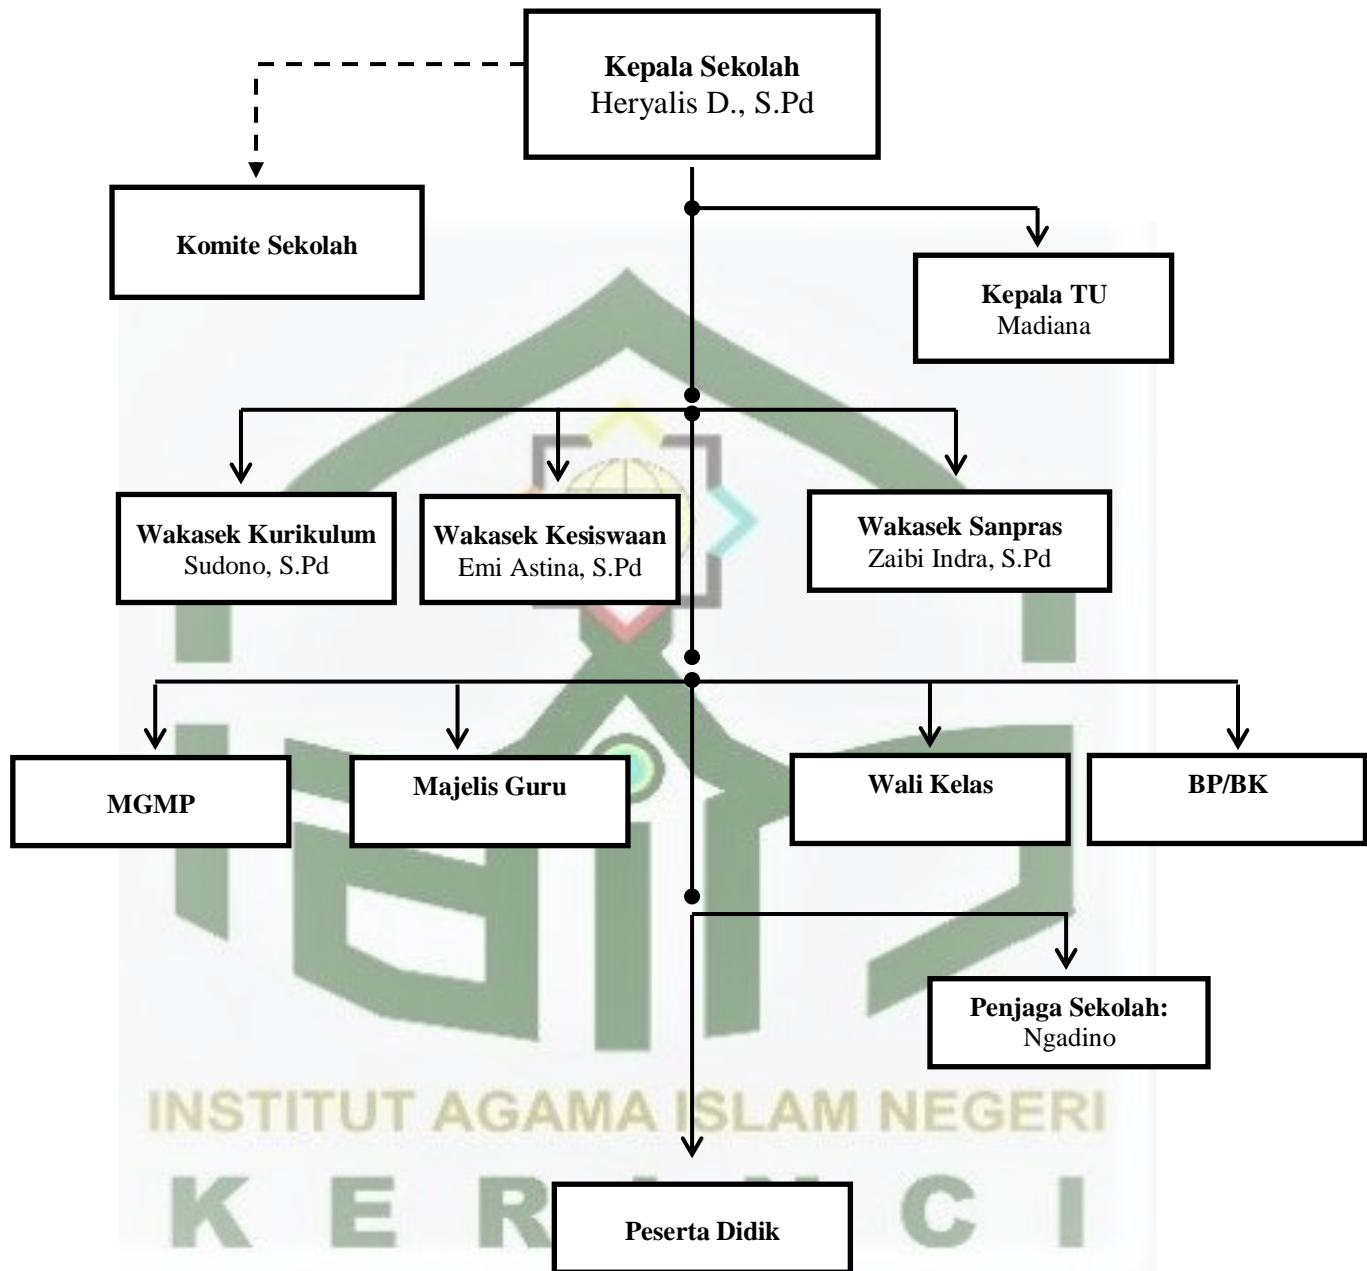 Kepala Sekolah
Heryalis D., S.Pd
Komite Sekolah
Kepala TU
Madiana
Wakasek Kurikulum
Sudono, S.Pd
Wakasek Kesiswaan
Emi Astina, S.Pd
Wakasek Sanpras
Zaibi Indra, S.Pd
MGMP
Majelis Guru
Wali Kelas
BP/BK
Penjaga Sekolah:
Ngadino
INSTITUT AGAMA ISLAM NEGERI
KERINCI
Peserta Didik